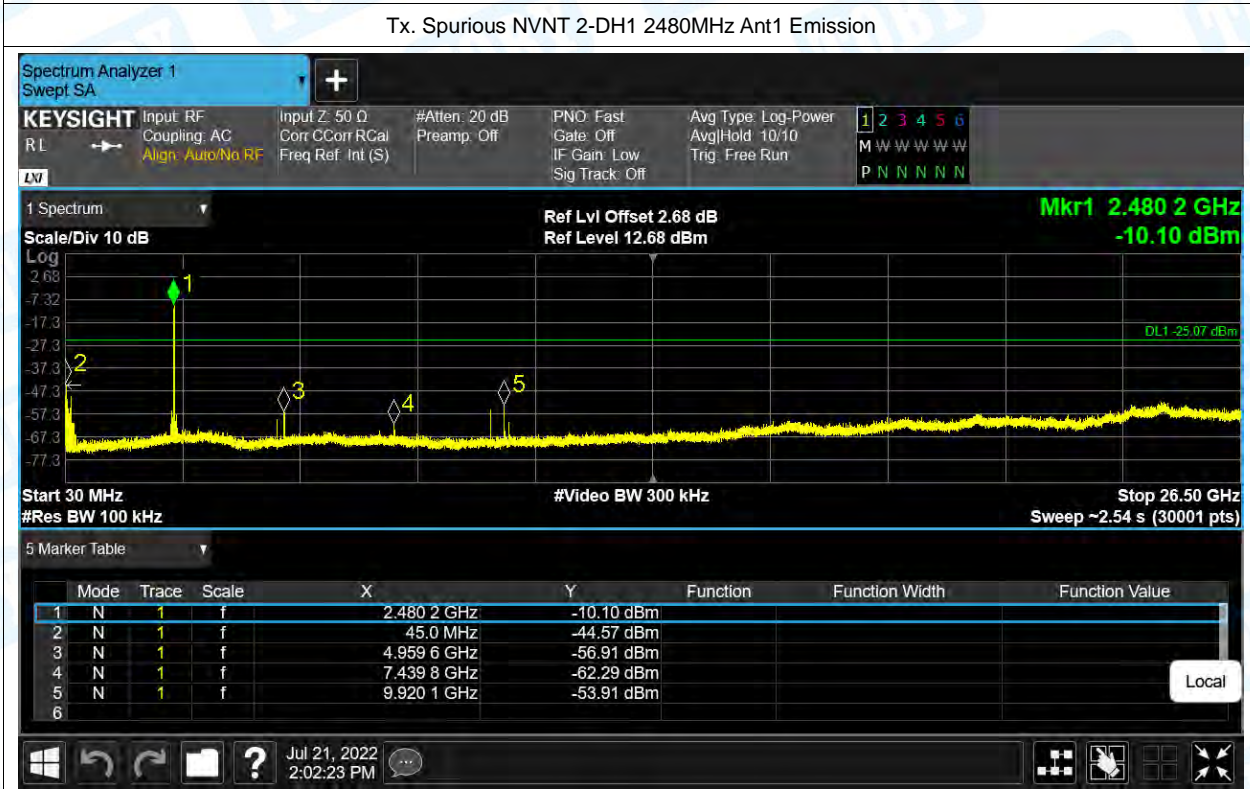 Tx. Spurious NVNT 2-DH1 2480MHz Ant1 Emission
Spectrum Analyzer 1
Swept SA
+
KEYSIGHT Input: RF Input Z: 50 Ω #Atten: 20 dB PNO: Fast Avg Type: Log-Power 1 2 3 4 5 6
RL Coupling: AC Corr CCorr RCal Preamp: Off Gate: Off Avg|Hold: 10/10 M W W W W W
Align: Auto/No RF Freq Ref: Int (S) IF Gain: Low Trig: Free Run
LXI Sig Track: Off P N N N N N
1 Spectrum Ref Lvl Offset 2.68 dB Mkr1 2.480 2 GHz
Scale/Div 10 dB Ref Level 12.68 dBm -10.10 dBm
Log
2.68
1
-7.32
-17.3
DL1 -25.07 dBm
-27.3
-37.3
2
-47.3
3
4
5
-57.3
-67.3
-77.3
Start 30 MHz #Video BW 300 kHz Stop 26.50 GHz
#Res BW 100 kHz Sweep ~2.54 s (30001 pts)
5 Marker Table
Mode Trace Scale X Y Function Function Width Function Value
1 N 1 f 2.480 2 GHz -10.10 dBm
2 N 1 f 45.0 MHz -44.57 dBm
3 N 1 f 4.959 6 GHz -56.91 dBm
4 N 1 f 7.439 8 GHz -62.29 dBm
5 N 1 f 9.920 1 GHz -53.91 dBm
6
Local
? Jul 21, 2022
2:02:23 PM